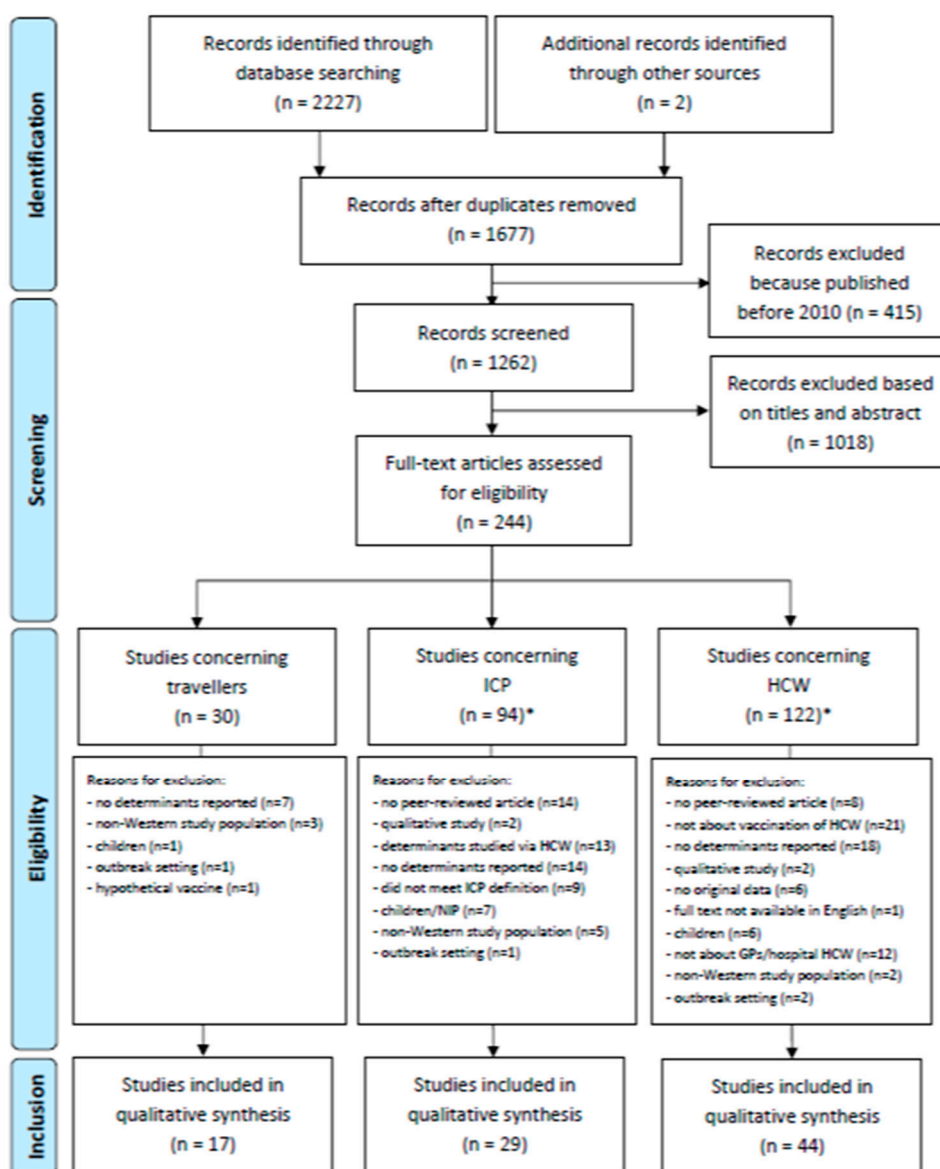 Identification
Records identified through
database searching
(n = 2227)
Additional records identified
through other sources
(n = 2)
Records after duplicates removed
(n = 1677)
Records excluded
because published
before 2010 (n = 415)
Screening
Records screened
(n = 1262)
Records excluded based
on titles and abstract
(n = 1018)
Full-text articles assessed
for eligibility
(n = 244)
Eligibility
Studies concerning
travellers
(n = 30)
Studies concerning
ICP
(n = 94)*
Studies concerning
HCW
(n = 122)*
Reasons for exclusion:
- no determinants reported (n=7)
- non-Western study population (n=3)
- children (n=1)
- outbreak setting (n=1)
- hypothetical vaccine (n=1)
Reasons for exclusion:
- no peer-reviewed article (n=14)
- qualitative study (n=2)
- determinants studied via HCW (n=13)
- no determinants reported (n=14)
- did not meet ICP definition (n=9)
- children/NIP (n=7)
- non-Western study population (n=5)
- outbreak setting (n=1)
Reasons for exclusion:
- no peer-reviewed article (n=8)
- not about vaccination of HCW (n=21)
- no determinants reported (n=18)
- qualitative study (n=2)
- no original data (n=6)
- full text not available in English (n=1)
- children (n=6)
- not about GPs/hospital HCW (n=12)
- non-Western study population (n=2)
- outbreak setting (n=2)
Inclusion
Studies included in
qualitative synthesis
(n = 17)
Studies included in
qualitative synthesis
(n = 29)
Studies included in
qualitative synthesis
(n = 44)